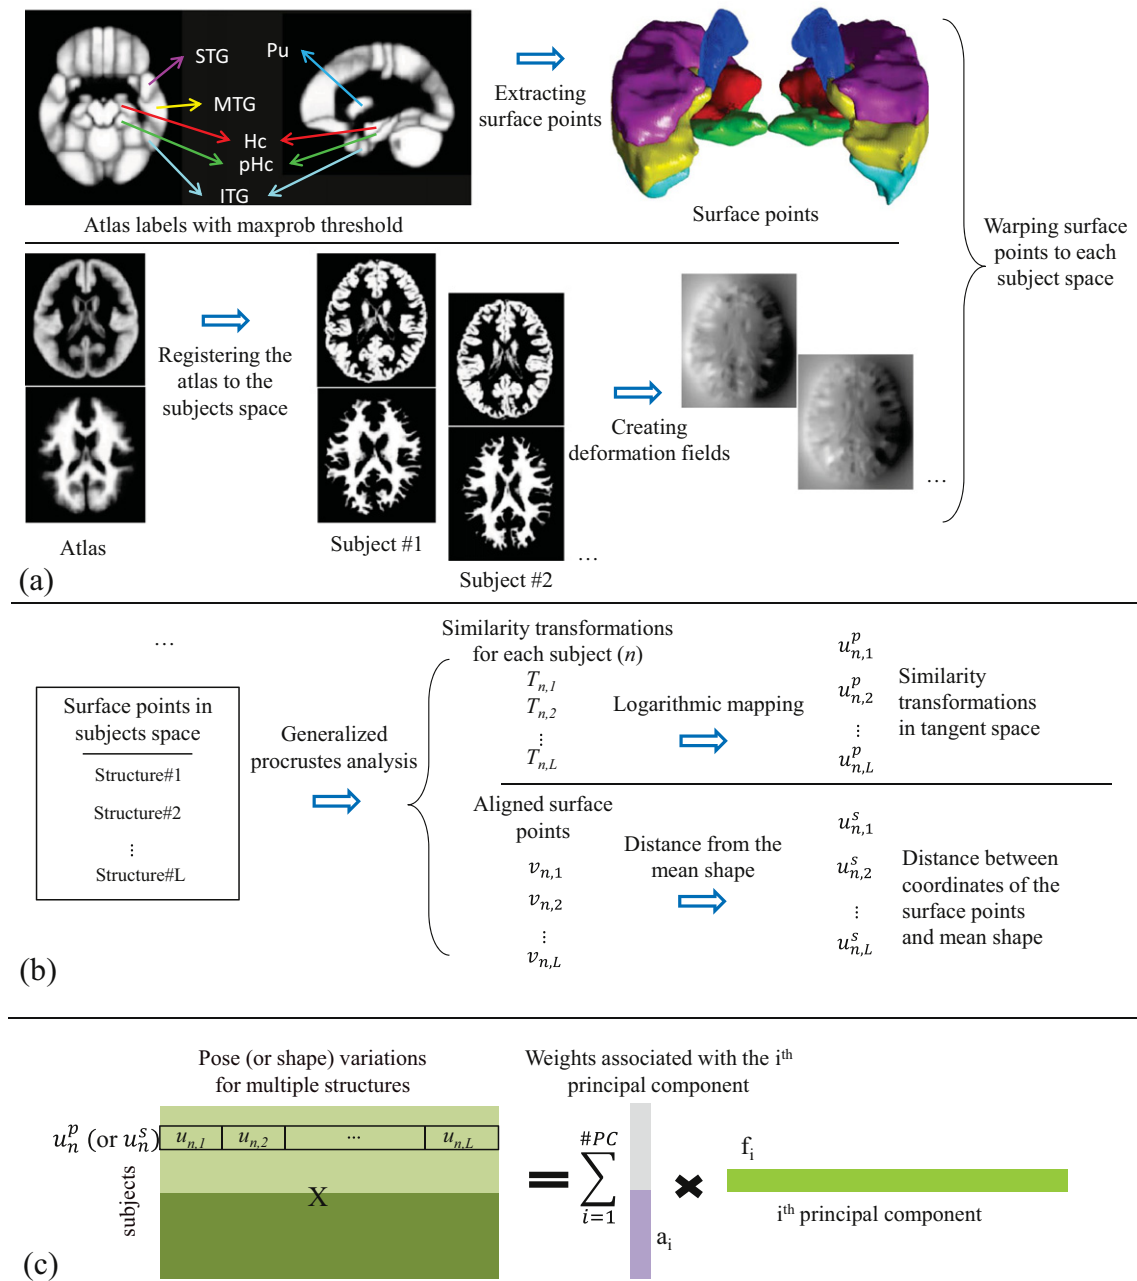 STG
Pu
MTG
Hc
pHc
ITG
Atlas labels with maxprob threshold
Extracting
surface points
Surface points
Warping surface
points to each
subject space
Registering the
atlas to the
subjects space
Creating
deformation fields
...
Atlas
Subject #1
Subject #2
...
(a)
...
Surface points in
subjects space
Structure#1
Structure#2
⋮
Structure#L
Generalized
procrustes analysis
Similarity transformations
for each subject (n)
T_{n,1}
T_{n,2}
⋮
T_{n,L}
Logarithmic mapping
u^p_{n,1}
u^p_{n,2}
⋮
u^p_{n,L}
Similarity
transformations
in tangent space
Aligned surface
points
v_{n,1}
v_{n,2}
⋮
v_{n,L}
Distance from the
mean shape
u^s_{n,1}
u^s_{n,2}
⋮
u^s_{n,L}
Distance between
coordinates of the
surface points
and mean shape
(b)
Pose (or shape) variations
for multiple structures
u^p_n (or u^s_n)
u_{n,1} u_{n,2} ... u_{n,L}
subjects
X
=
#PC
∑
i=1
Weights associated with the i^th
principal component
a_i
×
f_i
i^th principal component
(c)